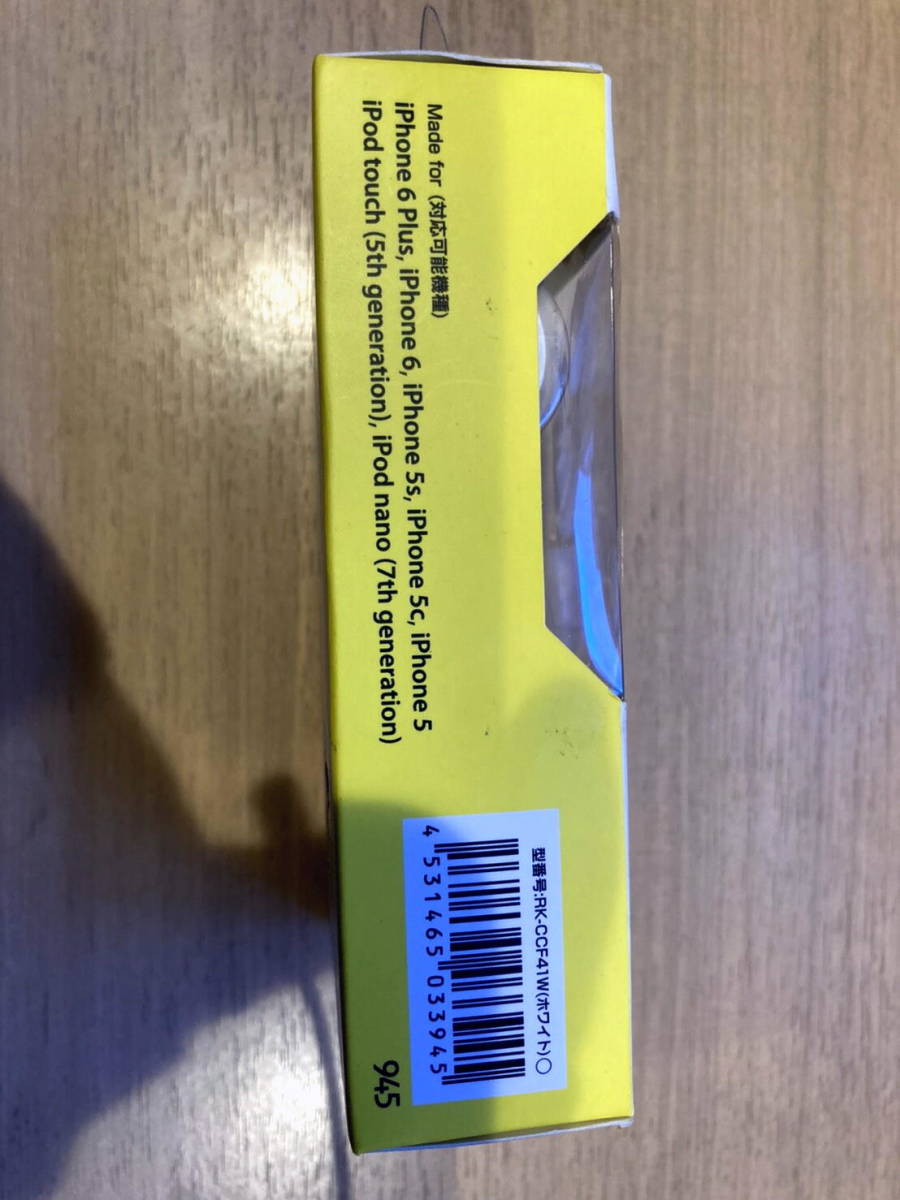 Made for (対応可能機種)
iPhone 6 Plus, iPhone 6, iPhone 5s, iPhone 5c, iPhone 5
iPod touch (5th generation), iPod nano (7th generation)
型番号:RK-CCF41W(ホワイト)○
4 531465 033945
945